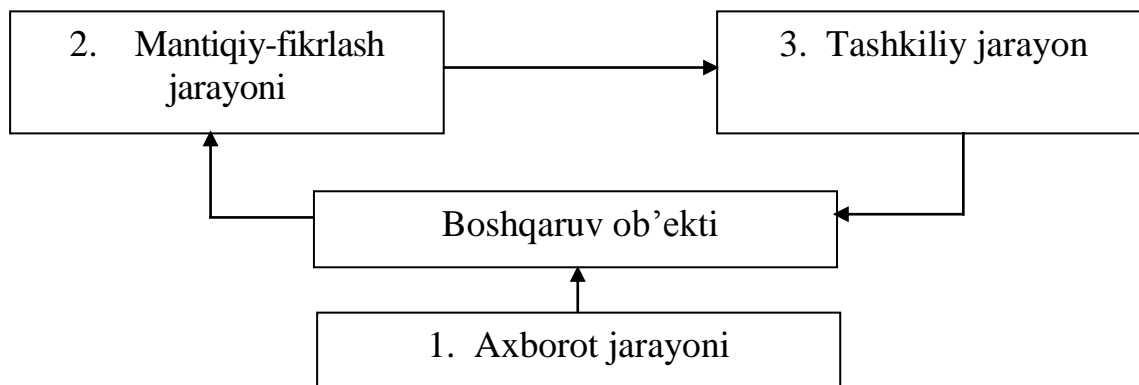 2. Mantiqiy-fikrlash
jarayoni
3. Tashkiliy jarayon
Boshqaruv ob’ekti
1. Axborot jarayoni